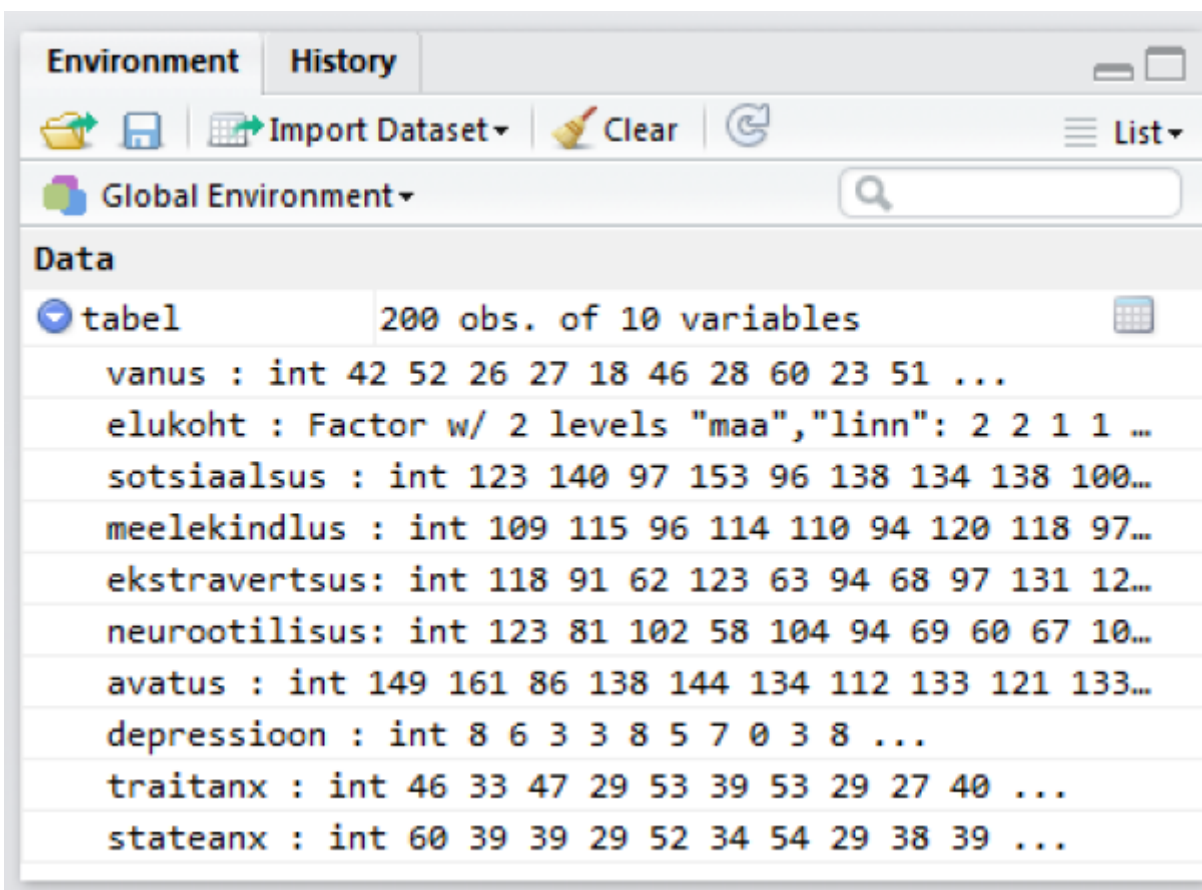 Environment History
Import Dataset Clear List
Global Environment
Data
tabel 200 obs. of 10 variables
vanus : int 42 52 26 27 18 46 28 60 23 51 ...
elukoht : Factor w/ 2 levels "maa","linn": 2 2 1 1 …
sotsiaalsus : int 123 140 97 153 96 138 134 138 100…
meelekindlus : int 109 115 96 114 110 94 120 118 97…
ekstravertsus: int 118 91 62 123 63 94 68 97 131 12…
neurootilisus: int 123 81 102 58 104 94 69 60 67 10…
avatus : int 149 161 86 138 144 134 112 133 121 133…
depressioon : int 8 6 3 3 8 5 7 0 3 8 ...
traitanx : int 46 33 47 29 53 39 53 29 27 40 ...
stateanx : int 60 39 39 29 52 34 54 29 38 39 ...